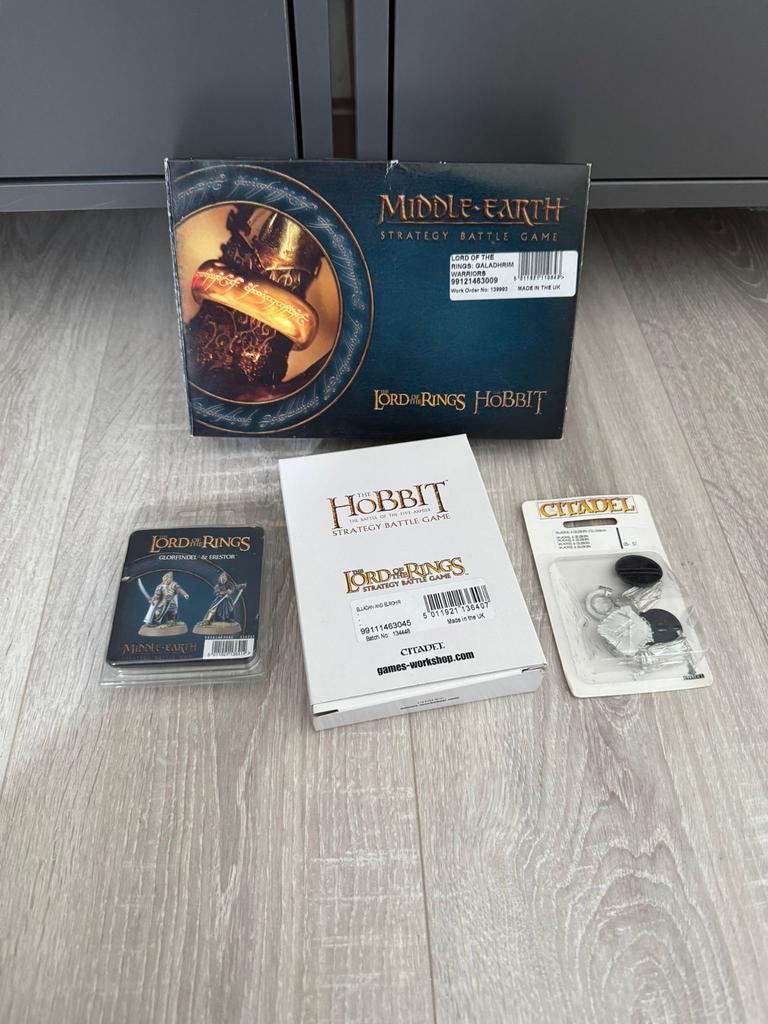 MIDDLE-EARTH
STRATEGY BATTLE GAME
LORD OF THE
RINGS: GALADHRIM
WARRIORS
99121463009
Work Order No: 139993
MADE IN THE UK
THE LORD OF THE RINGS
THE HOBBIT
THE LORD OF THE RINGS
GLORFINDEL & ERESTOR
MIDDLE-EARTH
THE
HOBBIT
THE BATTLE OF THE FIVE ARMIES
STRATEGY BATTLE GAME
THE LORD OF THE RINGS
STRATEGY BATTLE GAME
ELLADAN AND ELROHIR
99111463045
Batch No: 134448
5 011921 136407
Made in the UK
CITADEL
games-workshop.com
CITADEL